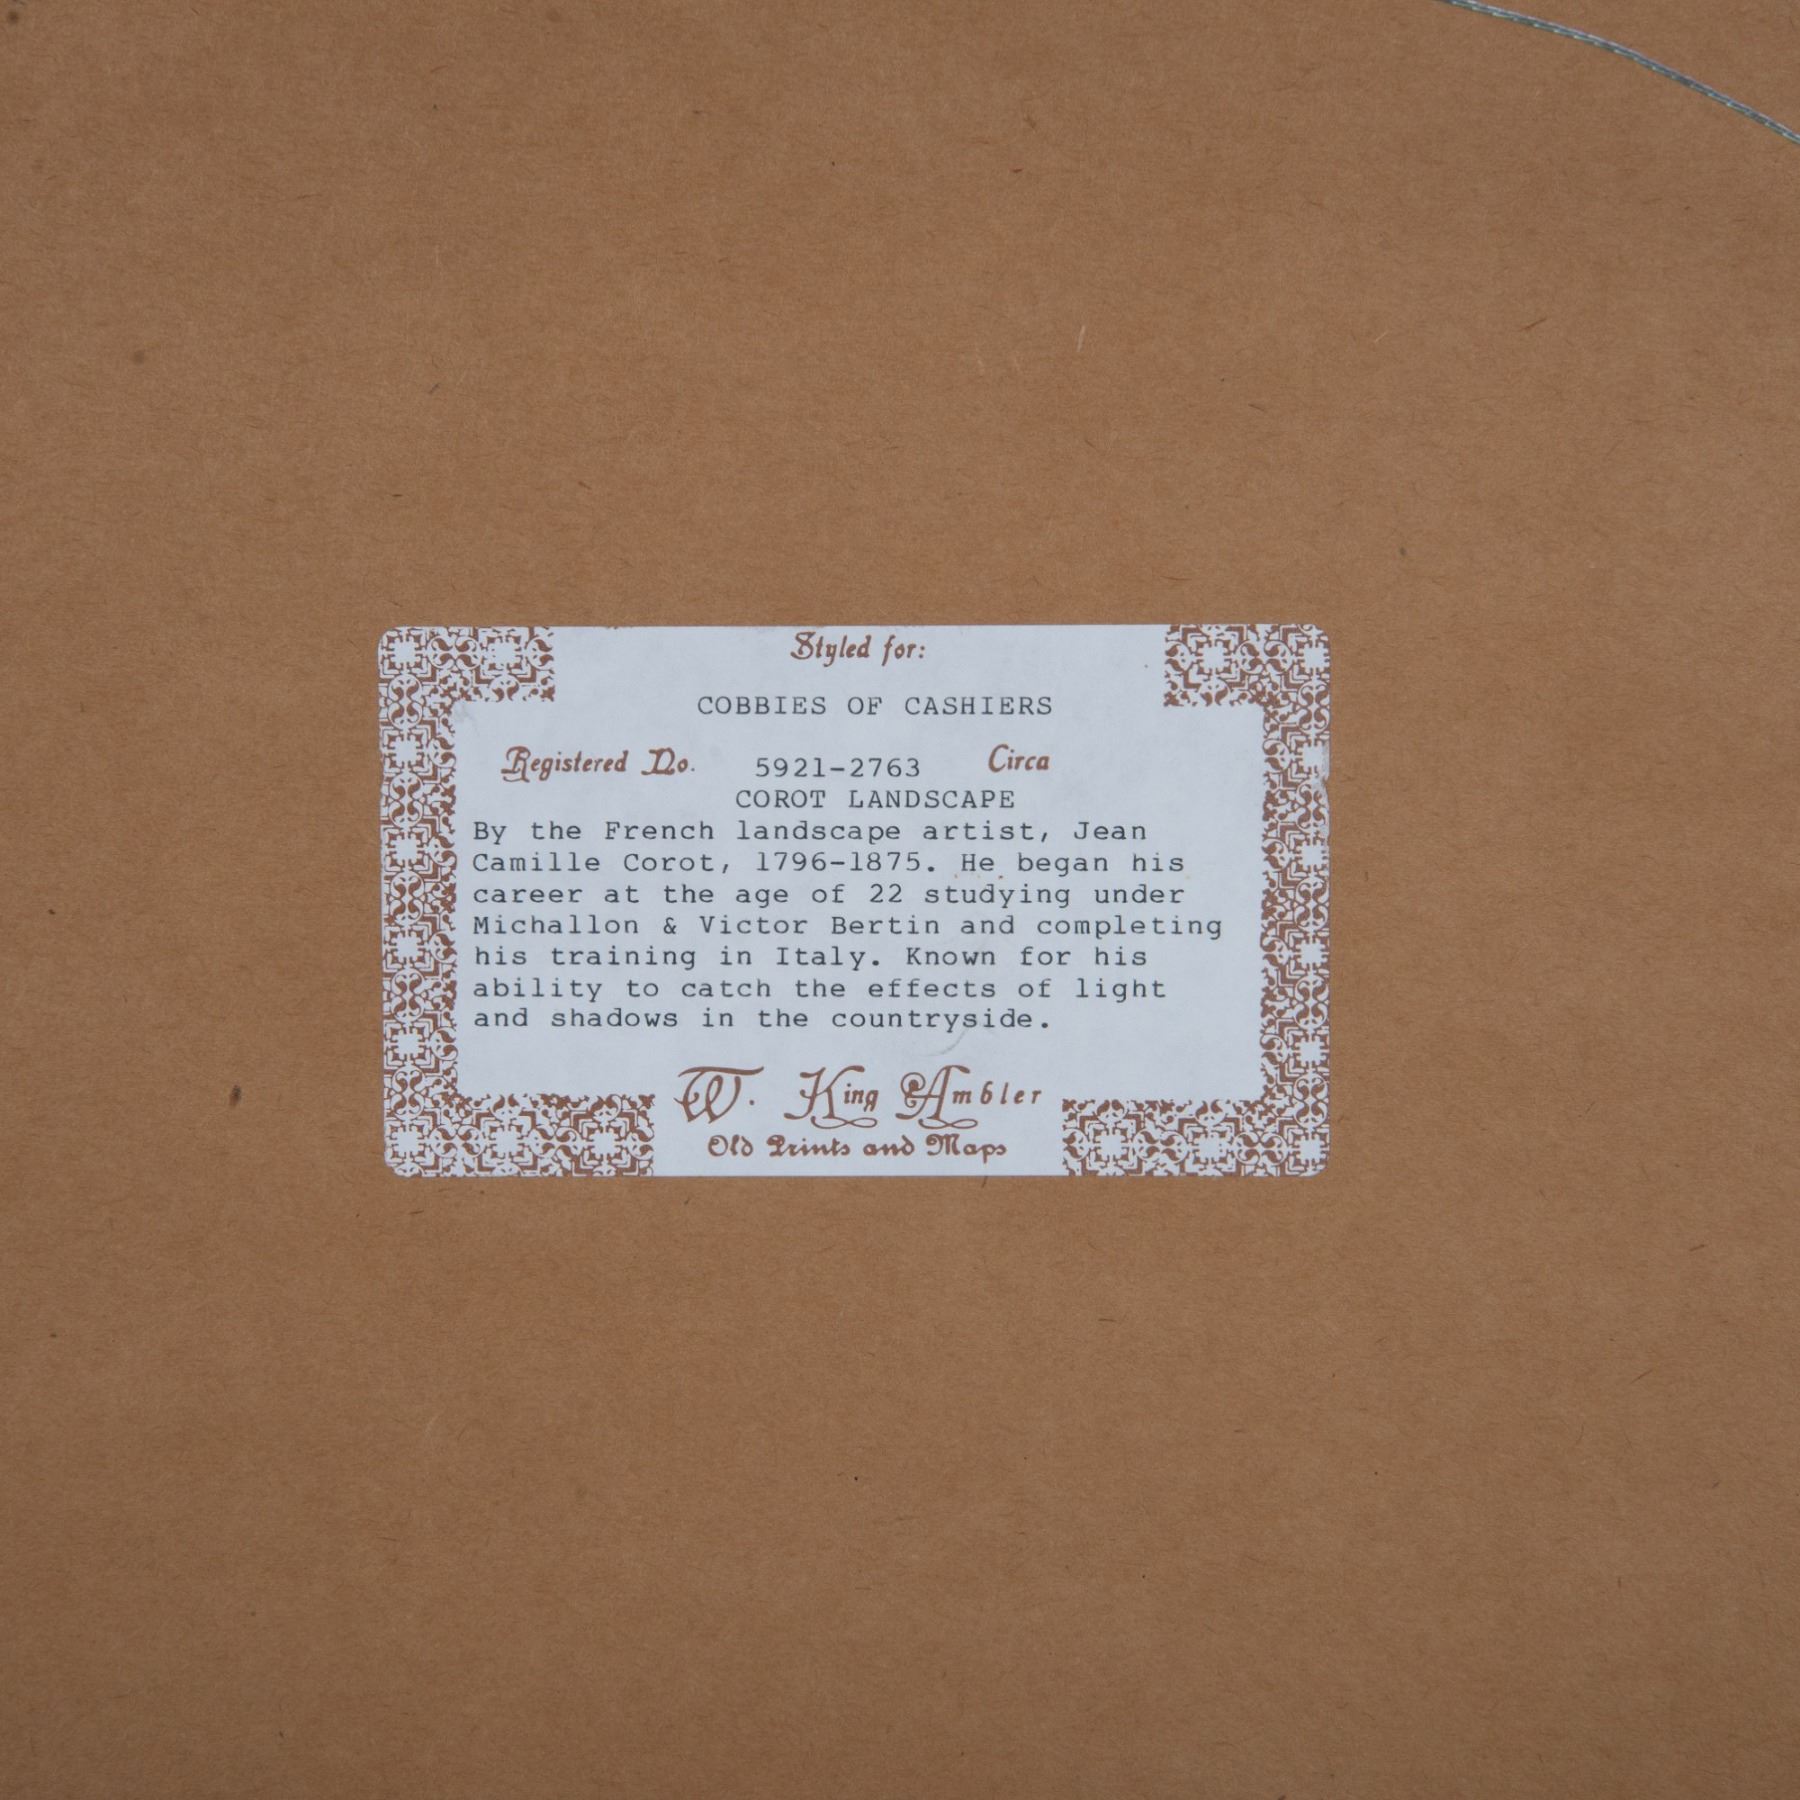 Styled for:
COBBIES OF CASHIERS
Registered No. 5921-2763 Circa
COROT LANDSCAPE
By the French landscape artist, Jean
Camille Corot, 1796-1875. He began his
career at the age of 22 studying under
Michallon & Victor Bertin and completing
his training in Italy. Known for his
ability to catch the effects of light
and shadows in the countryside.
W. King Ambler
Old Prints and Maps